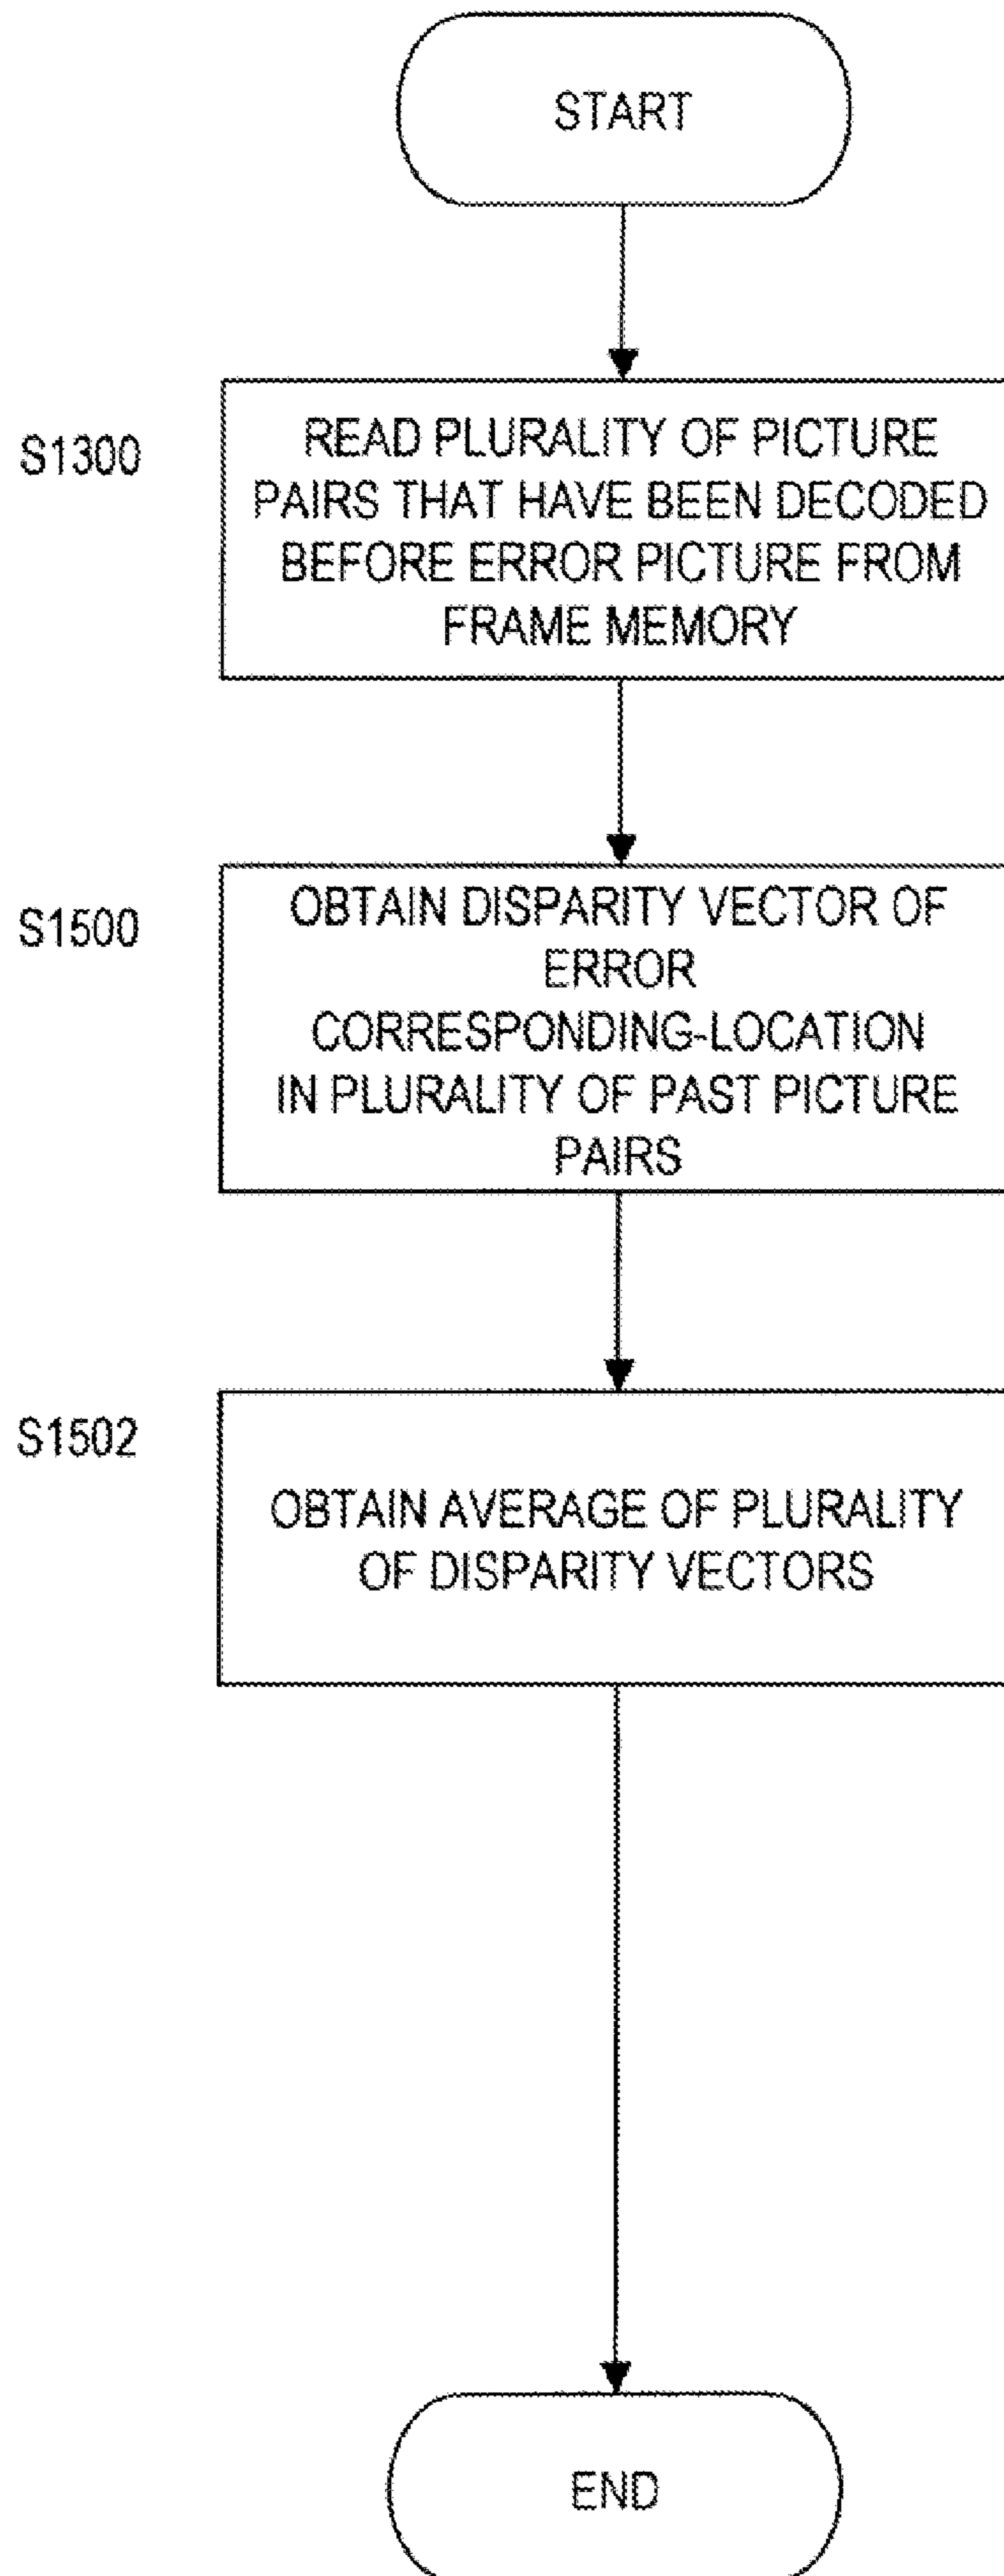 START
S1300
READ PLURALITY OF PICTURE
PAIRS THAT HAVE BEEN DECODED
BEFORE ERROR PICTURE FROM
FRAME MEMORY
S1500
OBTAIN DISPARITY VECTOR OF
ERROR
CORRESPONDING-LOCATION
IN PLURALITY OF PAST PICTURE
PAIRS
S1502
OBTAIN AVERAGE OF PLURALITY
OF DISPARITY VECTORS
END